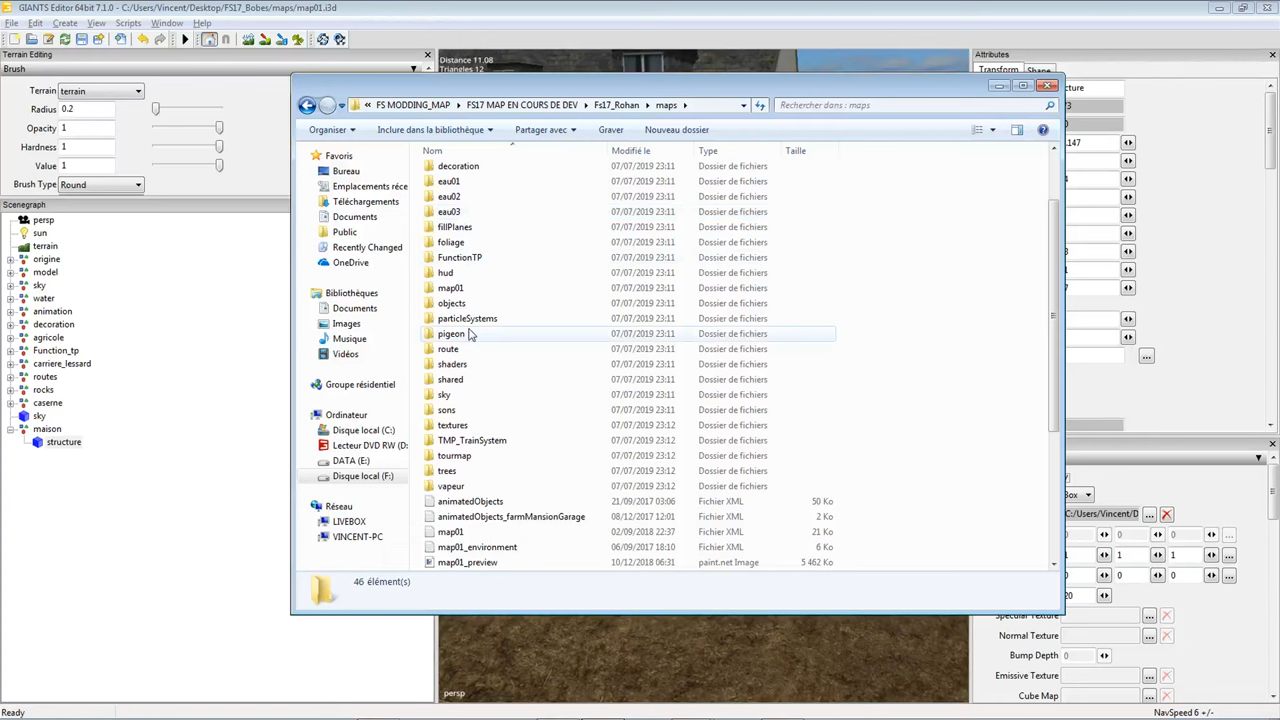 GIANTS Editor 64bit 7.1.0 - C:/Users/Vincent/Desktop/FS17_Bobes/maps/map01.i3d
File Edit Create View Scripts Window Help
Terrain Editing
Brush
Terrain: terrain
Radius 0.2
Opacity 1
Hardness 1
Value 1
Brush Type Round
Scenegraph
persp
sun
terrain
origine
model
sky
water
animation
decoration
agricole
Function_tp
carriere_lessard
routes
rocks
caserne
sky
maison
structure
Ready
Distance 11.08
Triangles 12
FS MODDING_MAP FS17 MAP EN COURS DE DEV Fs17_Rohan maps
Rechercher dans : maps
Organiser Inclure dans la bibliothèque Partager avec Graver Nouveau dossier
Favoris
Bureau
Emplacements réce
Téléchargements
Documents
Public
Recently Changed
OneDrive
Bibliothèques
Documents
Images
Musique
Vidéos
Groupe résidentiel
Ordinateur
Disque local (C:)
Lecteur DVD RW (D:
DATA (E:)
Disque local (F:)
Réseau
LIVEBOX
VINCENT-PC
Nom Modifié le Type Taille
decoration 07/07/2019 23:11 Dossier de fichiers
eau01 07/07/2019 23:11 Dossier de fichiers
eau02 07/07/2019 23:11 Dossier de fichiers
eau03 07/07/2019 23:11 Dossier de fichiers
fillPlanes 07/07/2019 23:11 Dossier de fichiers
foliage 07/07/2019 23:11 Dossier de fichiers
FunctionTP 07/07/2019 23:11 Dossier de fichiers
hud 07/07/2019 23:11 Dossier de fichiers
map01 07/07/2019 23:11 Dossier de fichiers
objects 07/07/2019 23:11 Dossier de fichiers
particleSystems 07/07/2019 23:11 Dossier de fichiers
pigeon 07/07/2019 23:11 Dossier de fichiers
route 07/07/2019 23:11 Dossier de fichiers
shaders 07/07/2019 23:11 Dossier de fichiers
shared 07/07/2019 23:11 Dossier de fichiers
sky 07/07/2019 23:11 Dossier de fichiers
sons 07/07/2019 23:11 Dossier de fichiers
textures 07/07/2019 23:12 Dossier de fichiers
TMP_TrainSystem 07/07/2019 23:12 Dossier de fichiers
tourmap 07/07/2019 23:12 Dossier de fichiers
trees 07/07/2019 23:12 Dossier de fichiers
vapeur 07/07/2019 23:12 Dossier de fichiers
animatedObjects 21/09/2017 03:06 Fichier XML 50 Ko
animatedObjects_farmMansionGarage 08/12/2017 12:01 Fichier XML 2 Ko
map01 02/09/2018 22:37 Fichier XML 21 Ko
map01_environment 06/09/2017 18:10 Fichier XML 6 Ko
map01_preview 10/12/2018 06:31 paint.net Image 5 462 Ko
46 élément(s)
persp
Attributes
Transform Shape
C:/Users/Vincent/D
0 0 0
1 1 1
0 0 0
20
Specular Texture
Normal Texture
Bump Depth 0
Emissive Texture
Cube Map
NavSpeed 6 +/-